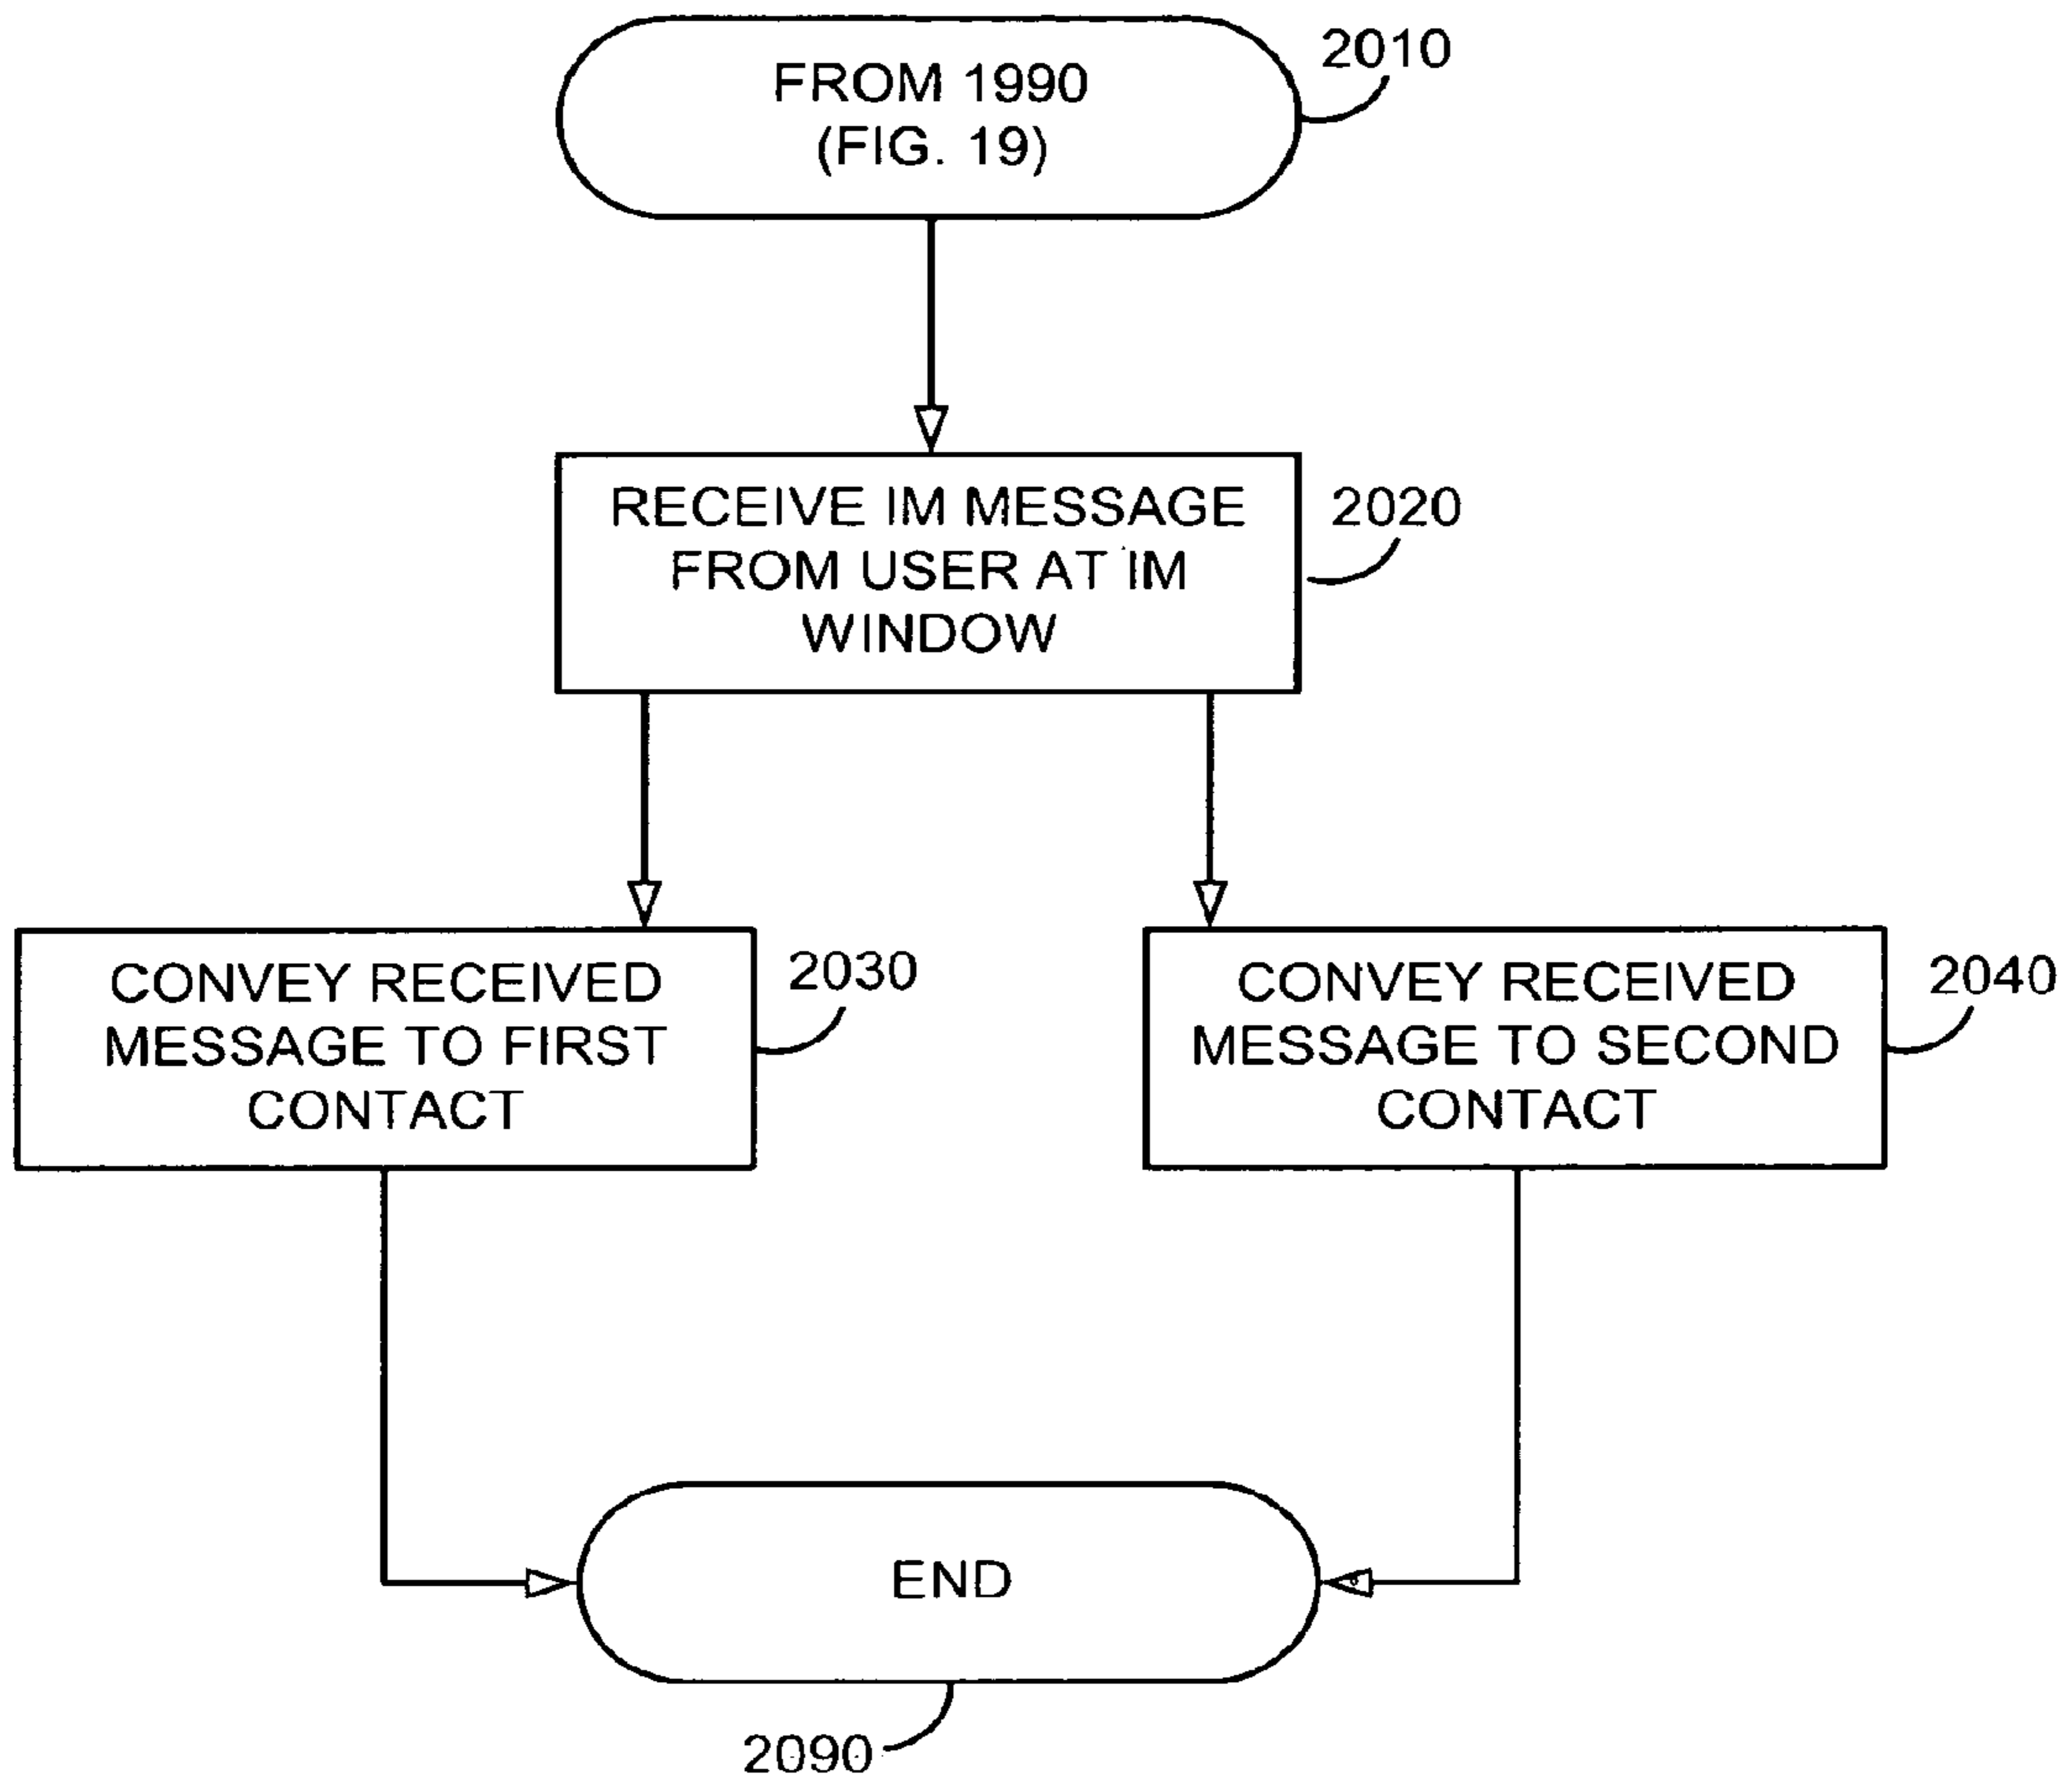 FROM 1990
(FIG. 19)
2010
RECEIVE IM MESSAGE
FROM USER AT IM
WINDOW
2020
CONVEY RECEIVED
MESSAGE TO FIRST
CONTACT
2030
CONVEY RECEIVED
MESSAGE TO SECOND
CONTACT
2040
END
2090